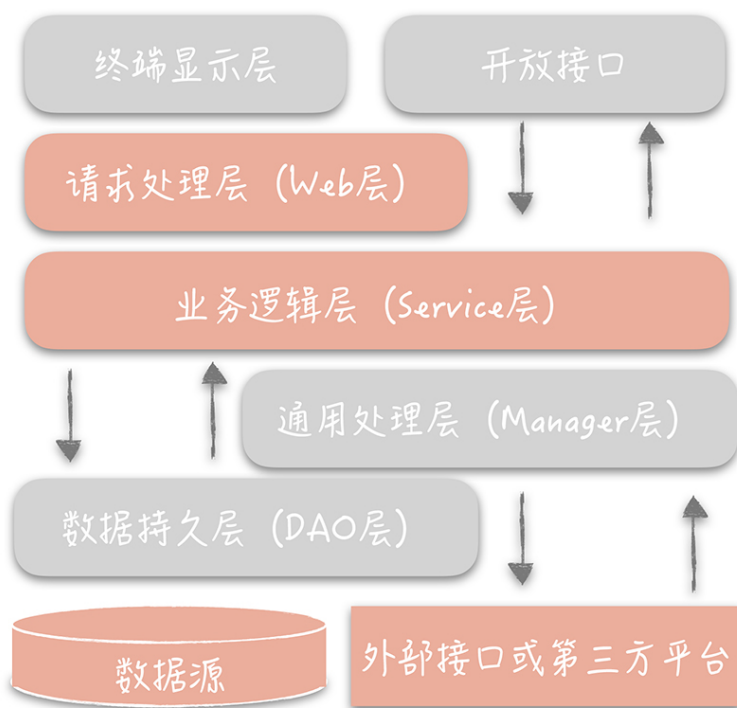 终端显示层
开放接口
请求处理层 (Web层)
业务逻辑层 (Service层)
通用处理层 (Manager层)
数据持久层 (DAO层)
数据源
外部接口或第三方平台